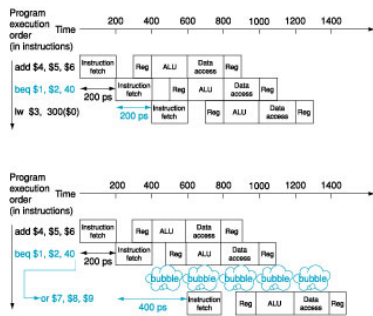 Program
execution
order
(in instructions)
Time
200 400 600 800 1000 1200 1400
add $4, $5, $6 Instruction fetch Reg ALU Data access Reg
beq $1, $2, 40 Instruction fetch Reg ALU Data access Reg
200 ps
lw $3, 300($0) Instruction fetch Reg ALU Data access Reg
200 ps
Program
execution
order
(in instructions)
Time
200 400 600 800 1000 1200 1400
add $4, $5, $6 Instruction fetch Reg ALU Data access Reg
beq $1, $2, 40 Instruction fetch Reg ALU Data access Reg
200 ps
bubble bubble bubble bubble bubble
or $7, $8, $9 Instruction fetch Reg ALU Data access Reg
400 ps